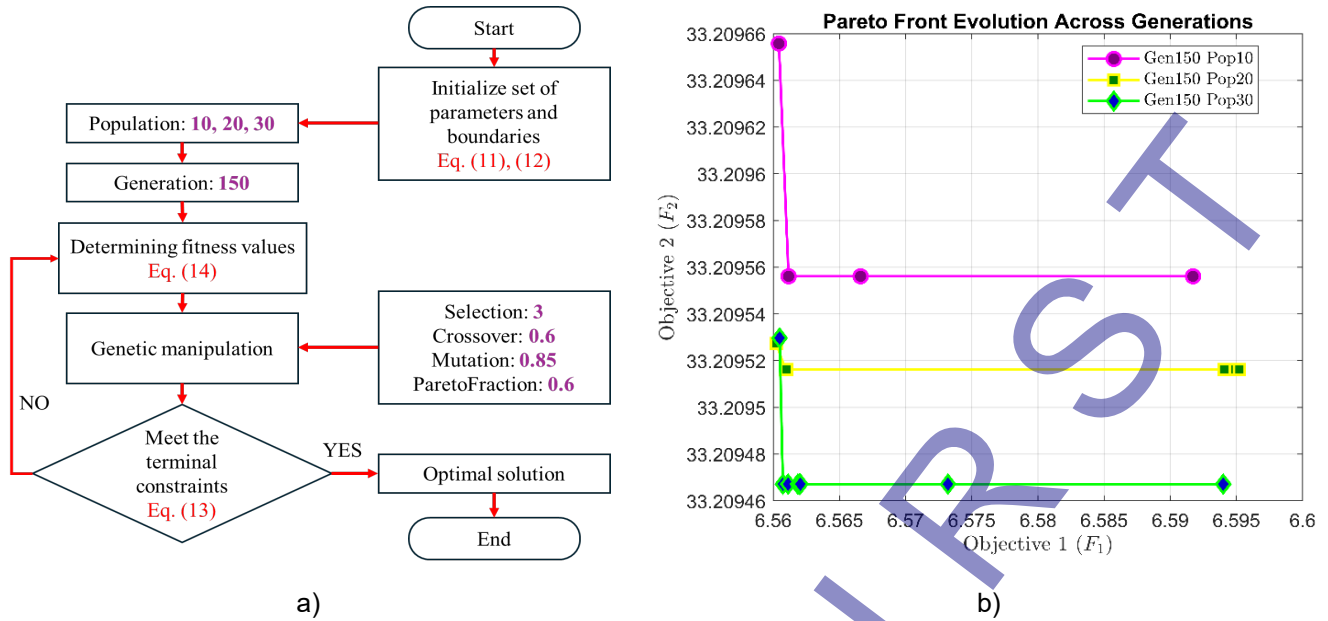 Start
Initialize set of
parameters and
boundaries
Eq. (11), (12)
Population: 10, 20, 30
Generation: 150
Determining fitness values
Eq. (14)
Genetic manipulation
Selection: 3
Crossover: 0.6
Mutation: 0.85
ParetoFraction: 0.6
NO
Meet the
terminal
constraints
Eq. (13)
YES
Optimal solution
End
a)
Pareto Front Evolution Across Generations
33.20966
33.20964
33.20962
33.2096
33.20958
33.20956
33.20954
33.20952
33.2095
33.20948
33.20946
Objective 2 (F₂)
Gen150 Pop10
Gen150 Pop20
Gen150 Pop30
6.56 6.565 6.57 6.575 6.58 6.585 6.59 6.595 6.6
Objective 1 (F₁)
b)
R S T